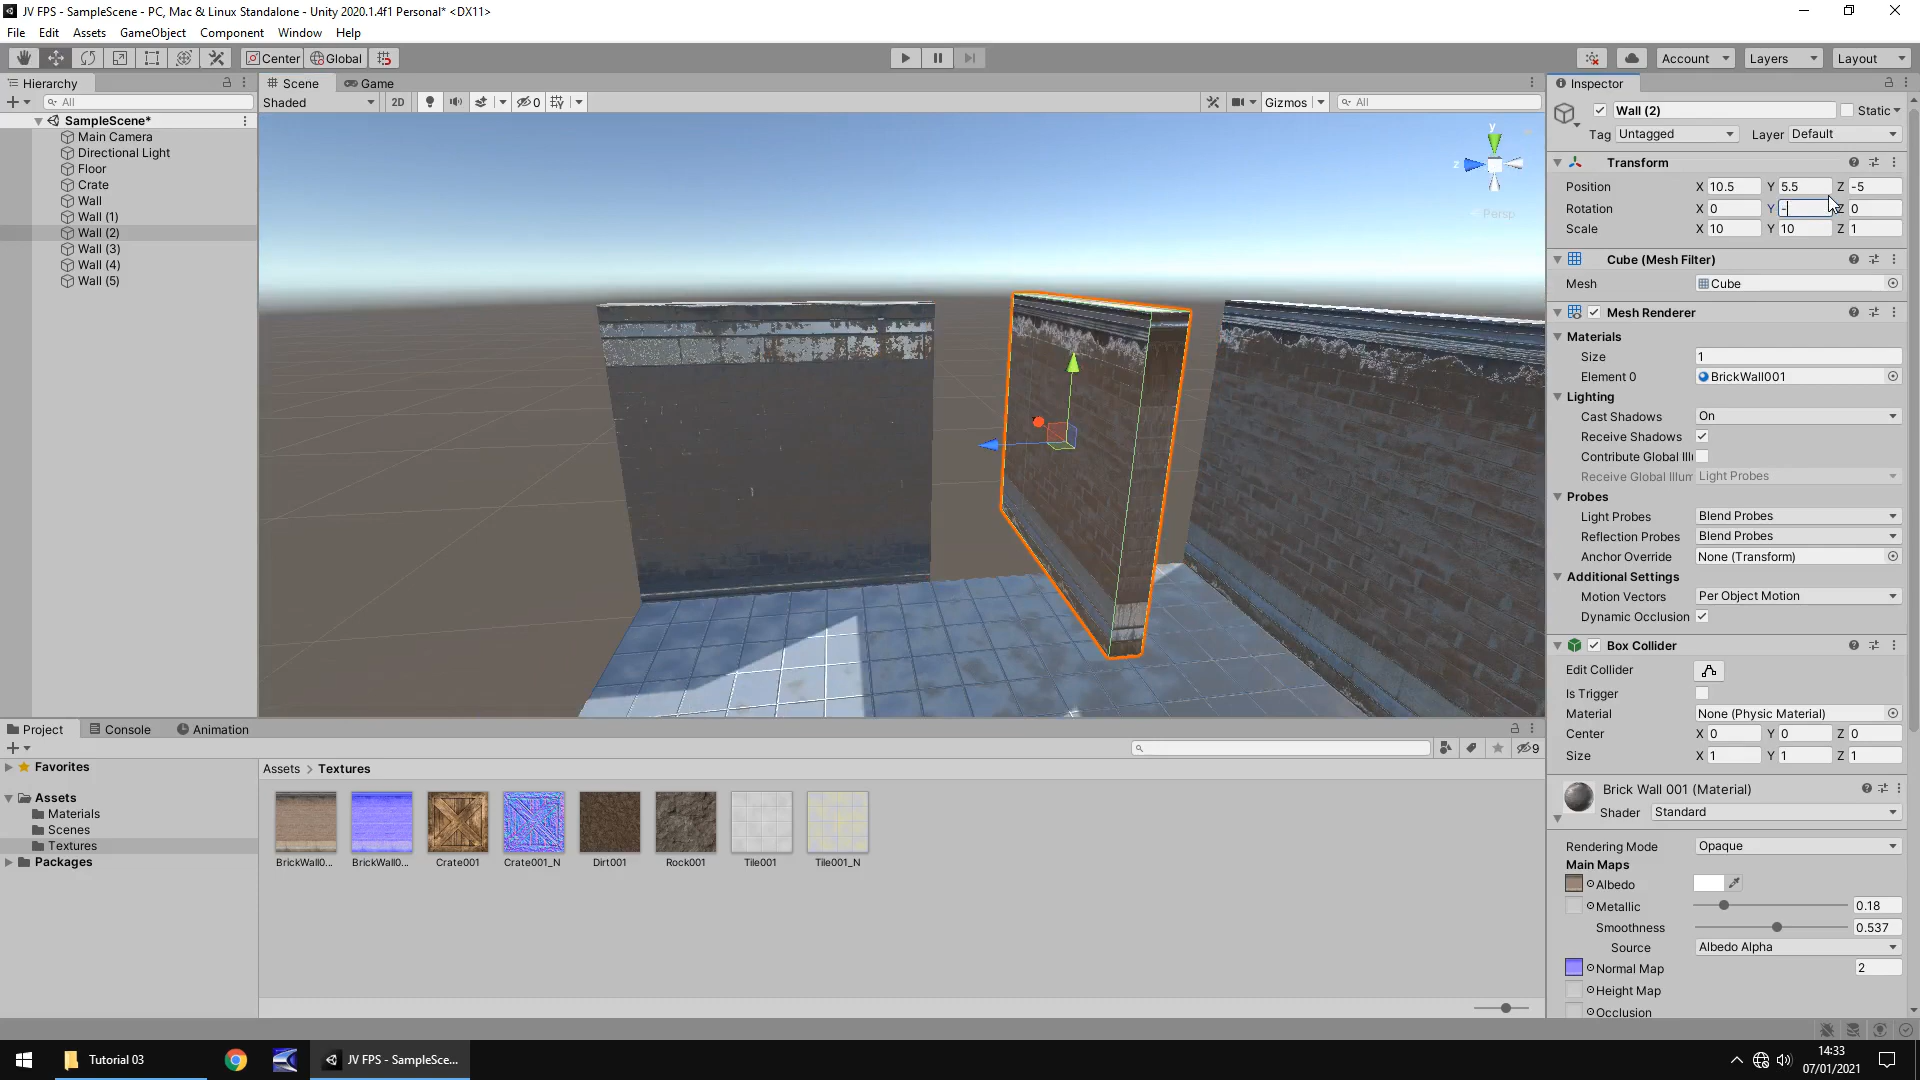 JV FPS - SampleScene - PC, Mac & Linux Standalone - Unity 2020.1.4f1 Personal* <DX11>
File Edit Assets GameObject Component Window Help
Center Global Account Layers Layout
Hierarchy
All
SampleScene*
Main Camera
Directional Light
Floor
Crate
Wall
Wall (1)
Wall (2)
Wall (3)
Wall (4)
Wall (5)
Scene Game
Shaded 2D 0 Gizmos All
y
z
Persp
Inspector
Wall (2) Static
Tag Untagged Layer Default
Transform
Position X 10.5 Y 5.5 Z -5
Rotation X 0 Y - Z 0
Scale X 10 Y 10 Z 1
Cube (Mesh Filter)
Mesh Cube
Mesh Renderer
Materials
Size 1
Element 0 BrickWall001
Lighting
Cast Shadows On
Receive Shadows
Contribute Global Illu
Receive Global Illum Light Probes
Probes
Light Probes Blend Probes
Reflection Probes Blend Probes
Anchor Override None (Transform)
Additional Settings
Motion Vectors Per Object Motion
Dynamic Occlusion
Box Collider
Edit Collider
Is Trigger
Material None (Physic Material)
Center X 0 Y 0 Z 0
Size X 1 Y 1 Z 1
Brick Wall 001 (Material)
Shader Standard
Rendering Mode Opaque
Main Maps
Albedo
Metallic 0.18
Smoothness 0.537
Source Albedo Alpha
Normal Map 2
Height Map
Occlusion
Project Console Animation
9
Favorites
Assets
Materials
Scenes
Textures
Packages
Assets > Textures
BrickWall0... BrickWall0... Crate001 Crate001_N Dirt001 Rock001 Tile001 Tile001_N
Tutorial 03
JV FPS - SampleSce...
14:33
07/01/2021